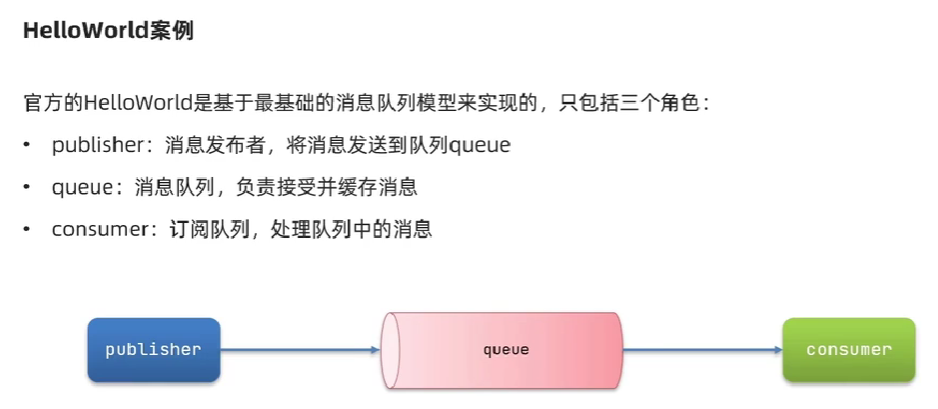 HelloWorld案例
官方的HelloWorld是基于最基础的消息队列模型来实现的，只包括三个角色：
• publisher：消息发布者，将消息发送到队列queue
• queue：消息队列，负责接受并缓存消息
• consumer：订阅队列，处理队列中的消息
publisher queue consumer